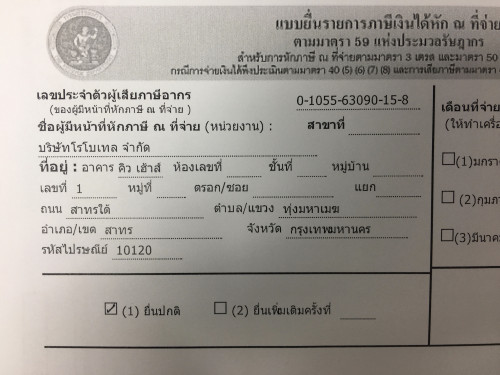 แบบยื่นรายการภาษีเงินได้หัก ณ ที่จ่าย
ตามมาตรา 59 แห่งประมวลรัษฎากร
สำหรับการหักภาษี ณ ที่จ่ายตามมาตรา 3 เตรส และมาตรา 50
กรณีการจ่ายเงินได้พึงประเมินตามมาตรา 40 (5) (6) (7) (8) และการเสียภาษีตามมาตรา
เลขประจำตัวผู้เสียภาษีอากร 0-1055-63090-15-8
(ของผู้มีหน้าที่หักภาษี ณ ที่จ่าย )
ชื่อผู้มีหน้าที่หักภาษี ณ ที่จ่าย (หน่วยงาน) : สาขาที่
บริษัทโรโบเทล จำกัด
ที่อยู่ : อาคาร คิว เฮ้าส์ ห้องเลขที่ ชั้นที่ หมู่บ้าน
เลขที่ 1 หมู่ที่ ตรอก/ซอย แยก
ถนน สาทรใต้ ตำบล/แขวง ทุ่งมหาเมฆ
อำเภอ/เขต สาทร จังหวัด กรุงเทพมหานคร
รหัสไปรษณีย์ 10120
(1) ยื่นปกติ (2) ยื่นเพิ่มเติมครั้งที่
เดือนที่จ่าย
(ให้ทำเครื่อ
(1)มกรา
(2)กุมภา
(3)มีนาค